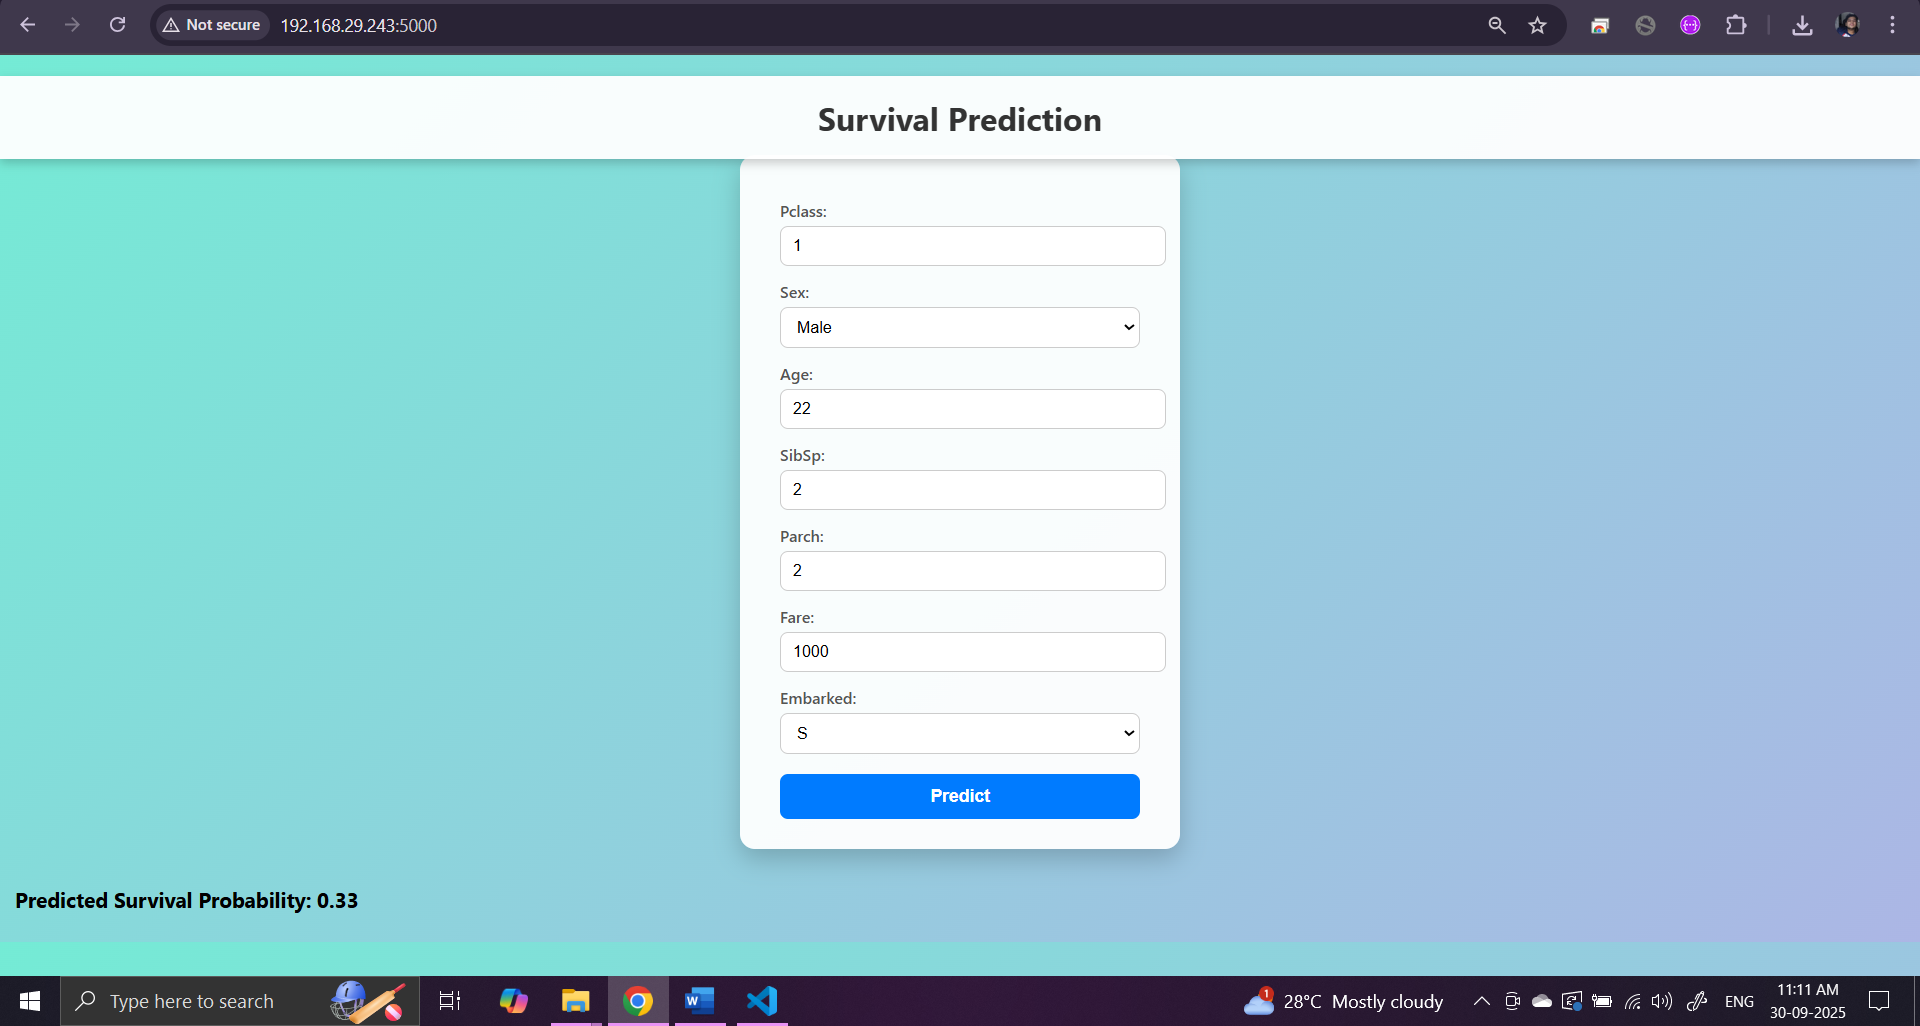 Not secure
192.168.29.243:5000
Survival Prediction
Pclass:
1
Sex:
Male
Age:
22
SibSp:
2
Parch:
2
Fare:
1000
Embarked:
S
Predict
Predicted Survival Probability: 0.33
Type here to search
W
1
28°C Mostly cloudy
ENG
11:11 AM
30-09-2025